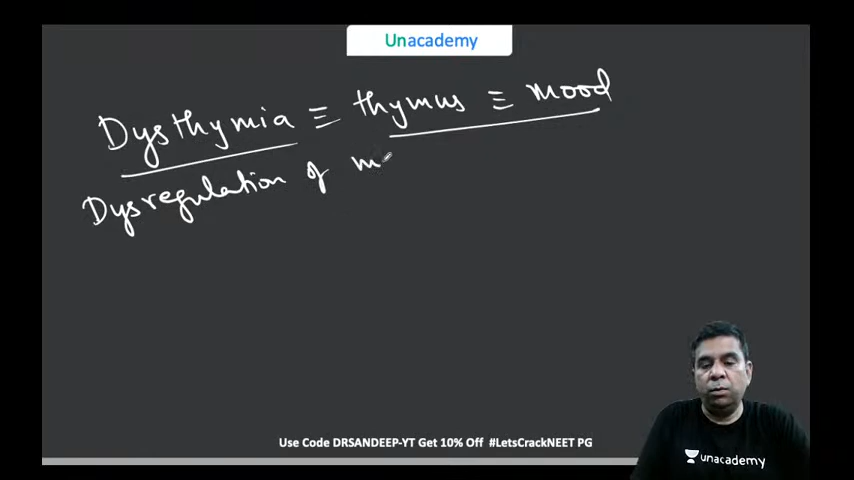 Unacademy
Dysthymia ≡ thymus ≡ mood
Dysregulation of m
Use Code DRSANDEEP-YT Get 10% Off #LetsCrackNEET PG
unacademy